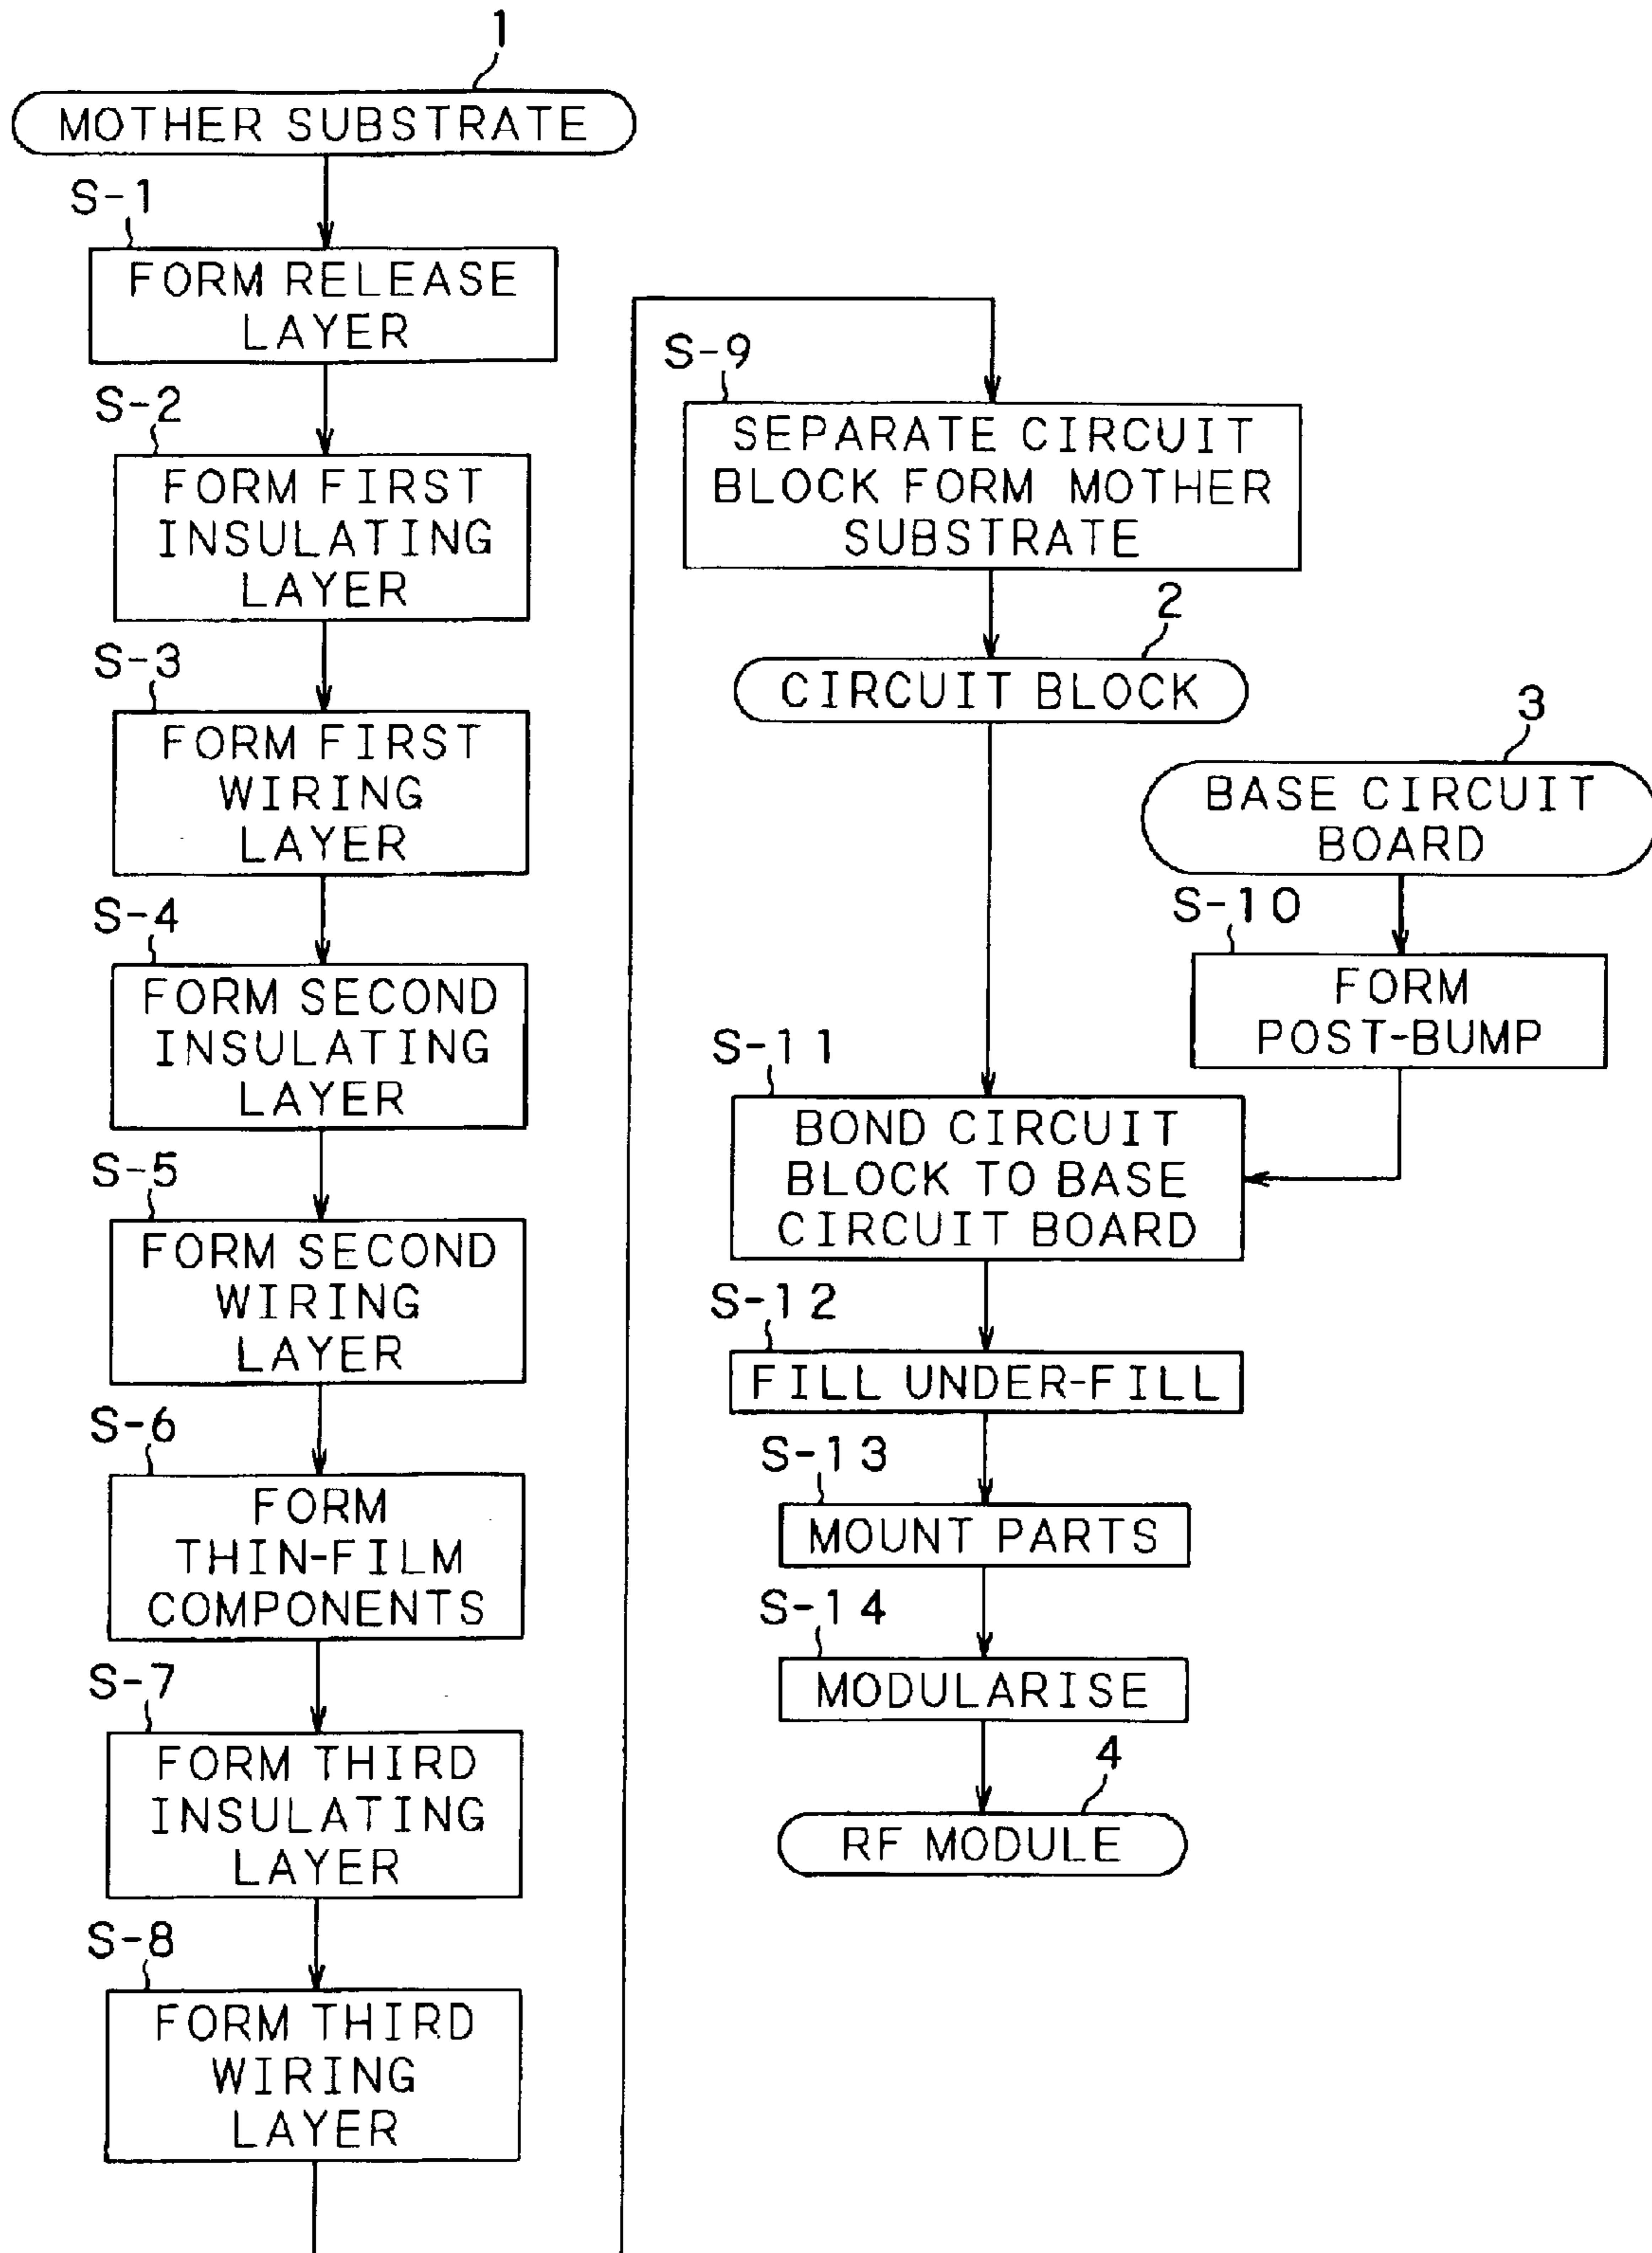 1
MOTHER SUBSTRATE
S-1
FORM RELEASE
LAYER
S-2
FORM FIRST
INSULATING
LAYER
S-3
FORM FIRST
WIRING
LAYER
S-4
FORM SECOND
INSULATING
LAYER
S-5
FORM SECOND
WIRING
LAYER
S-6
FORM
THIN-FILM
COMPONENTS
S-7
FORM THIRD
INSULATING
LAYER
S-8
FORM THIRD
WIRING
LAYER
S-9
SEPARATE CIRCUIT
BLOCK FORM MOTHER
SUBSTRATE
2
CIRCUIT BLOCK
3
BASE CIRCUIT
BOARD
S-10
FORM
POST-BUMP
S-11
BOND CIRCUIT
BLOCK TO BASE
CIRCUIT BOARD
S-12
FILL UNDER-FILL
S-13
MOUNT PARTS
S-14
MODULARISE
4
RF MODULE